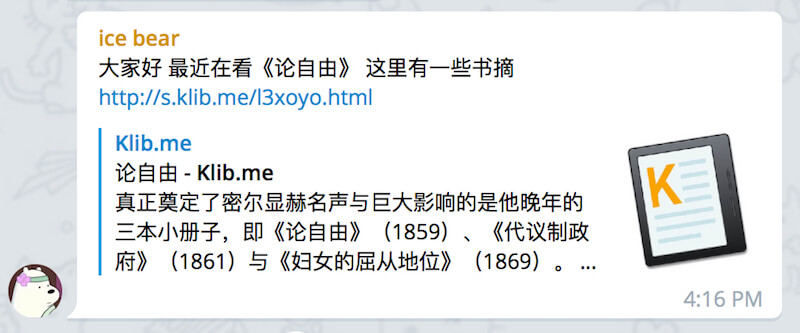 ice bear
大家好 最近在看《论自由》 这里有一些书摘
http://s.klib.me/l3xoyo.html
Klib.me
论自由 - Klib.me
真正奠定了密尔显赫名声与巨大影响的是他晚年的
三本小册子，即《论自由》（1859）、《代议制政
府》（1861）与《妇女的屈从地位》（1869）。 ...
K
4:16 PM